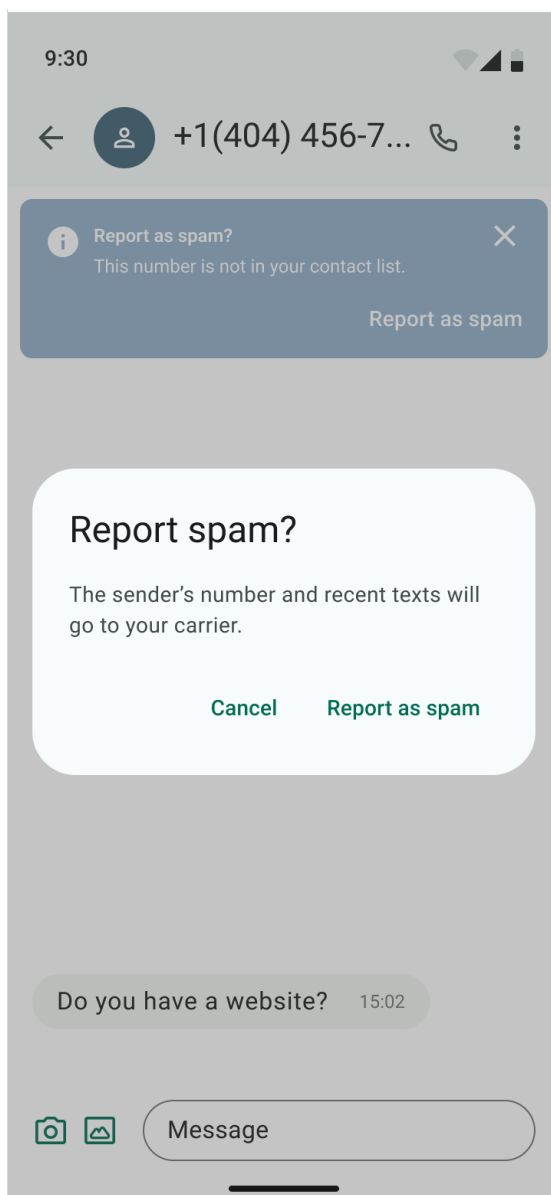 9:30
+1(404) 456-7...
Report as spam?
This number is not in your contact list.
Report as spam
Report spam?
The sender’s number and recent texts will
go to your carrier.
Cancel Report as spam
Do you have a website? 15:02
Message